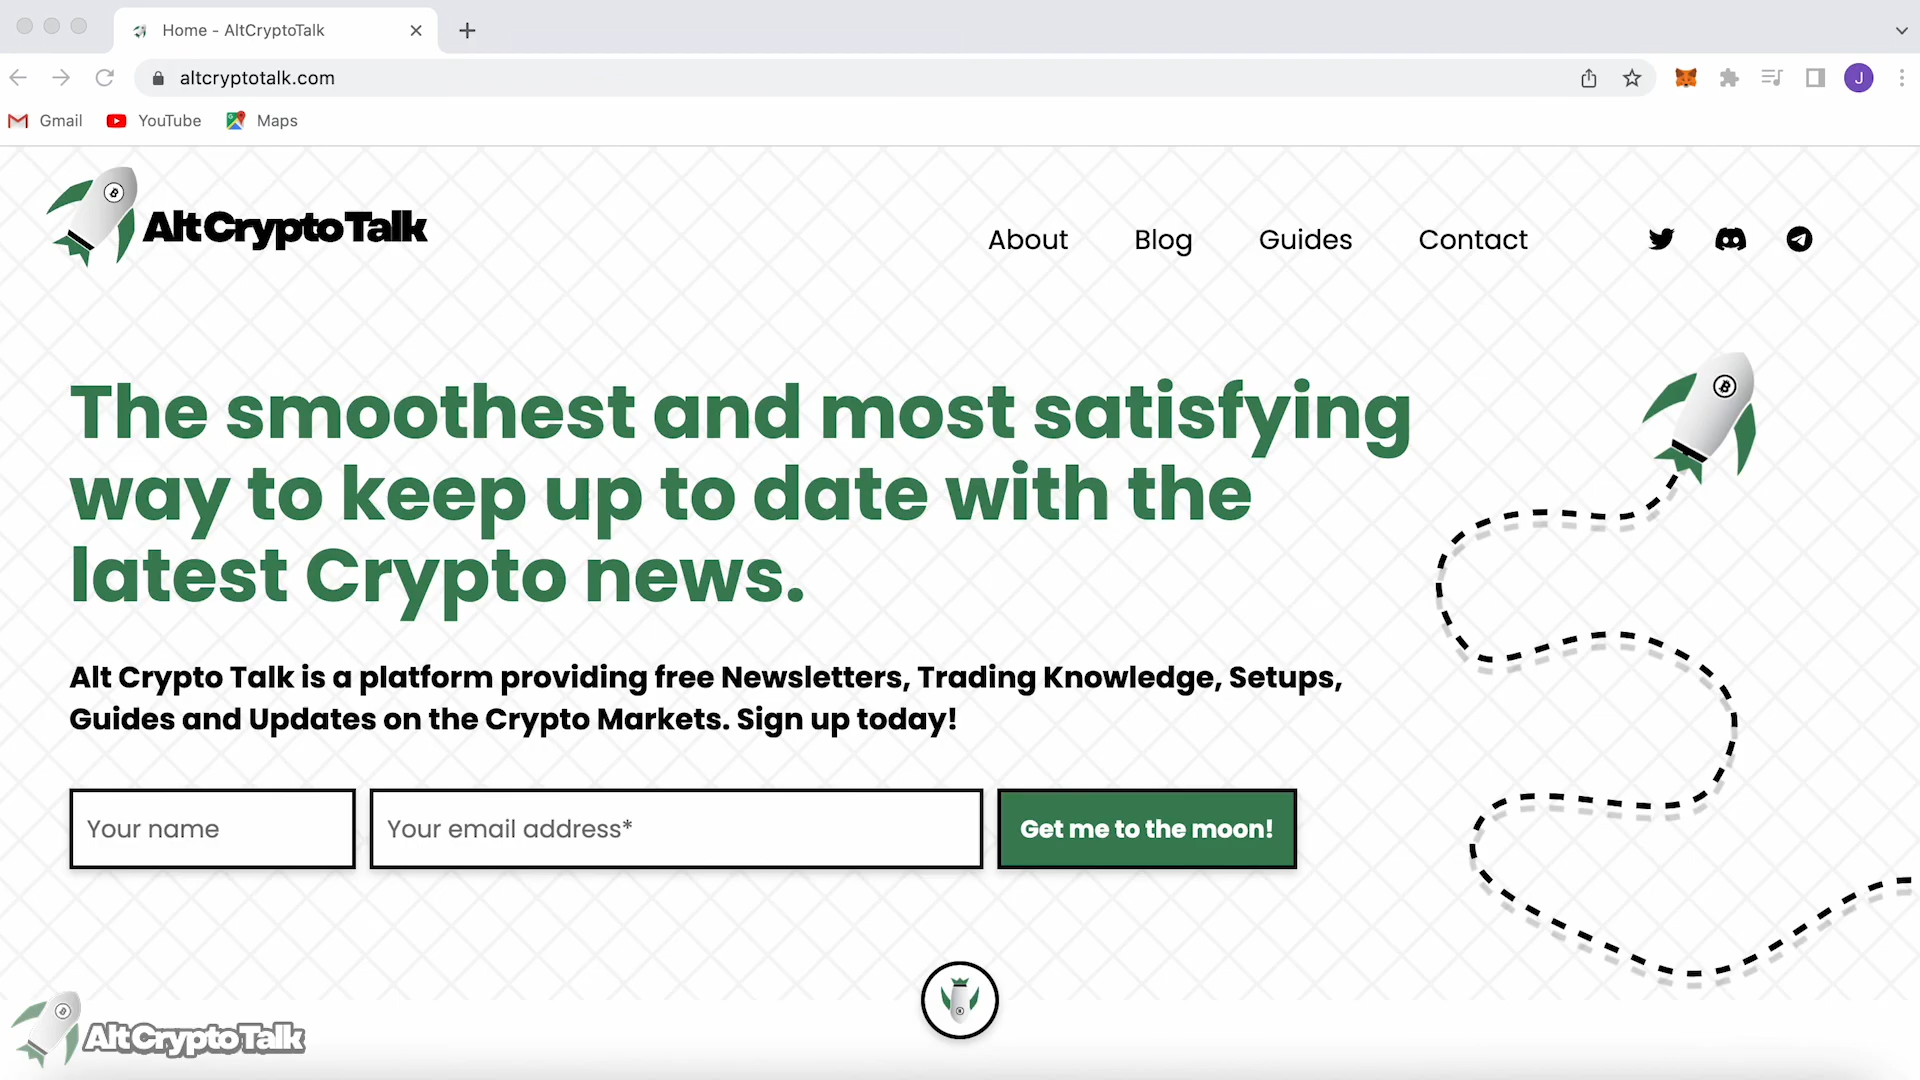 Home - AltCryptoTalk
altcryptotalk.com
J
Gmail
YouTube
Maps
AltCryptoTalk
About
Blog
Guides
Contact
The smoothest and most satisfying
way to keep up to date with the
latest Crypto news.
Alt Crypto Talk is a platform providing free Newsletters, Trading Knowledge, Setups,
Guides and Updates on the Crypto Markets. Sign up today!
Your name
Your email address*
Get me to the moon!
AltCryptoTalk